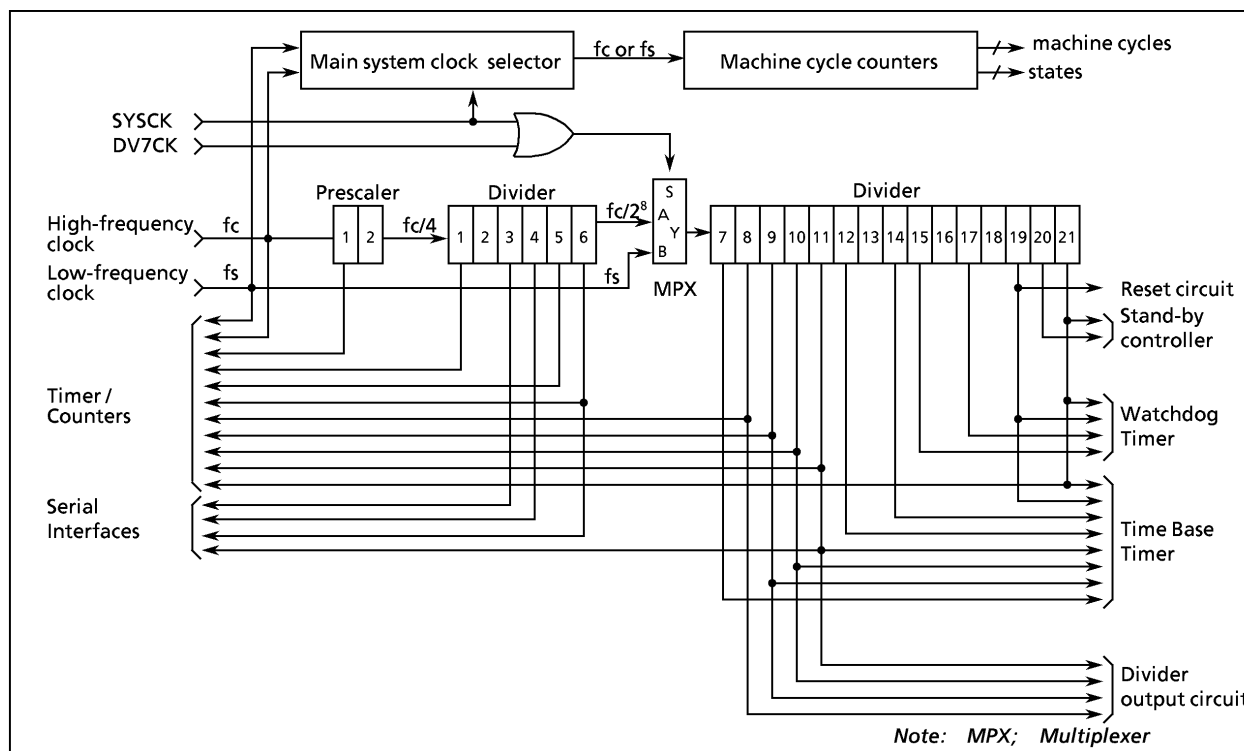 Main system clock selector
fc or fs
Machine cycle counters
machine cycles
states
SYSCK
DV7CK
Prescaler
Divider
Divider
High-frequency
clock
fc
1 2
fc/4
1 2 3 4 5 6
fc/2⁸
S
A
Y
B
MPX
7 8 9 10 11 12 13 14 15 16 17 18 19 20 21
Low-frequency
clock
fs
fs
Reset circuit
Stand-by
controller
Timer /
Counters
Watchdog
Timer
Serial
Interfaces
Time Base
Timer
Divider
output circuit
Note: MPX; Multiplexer